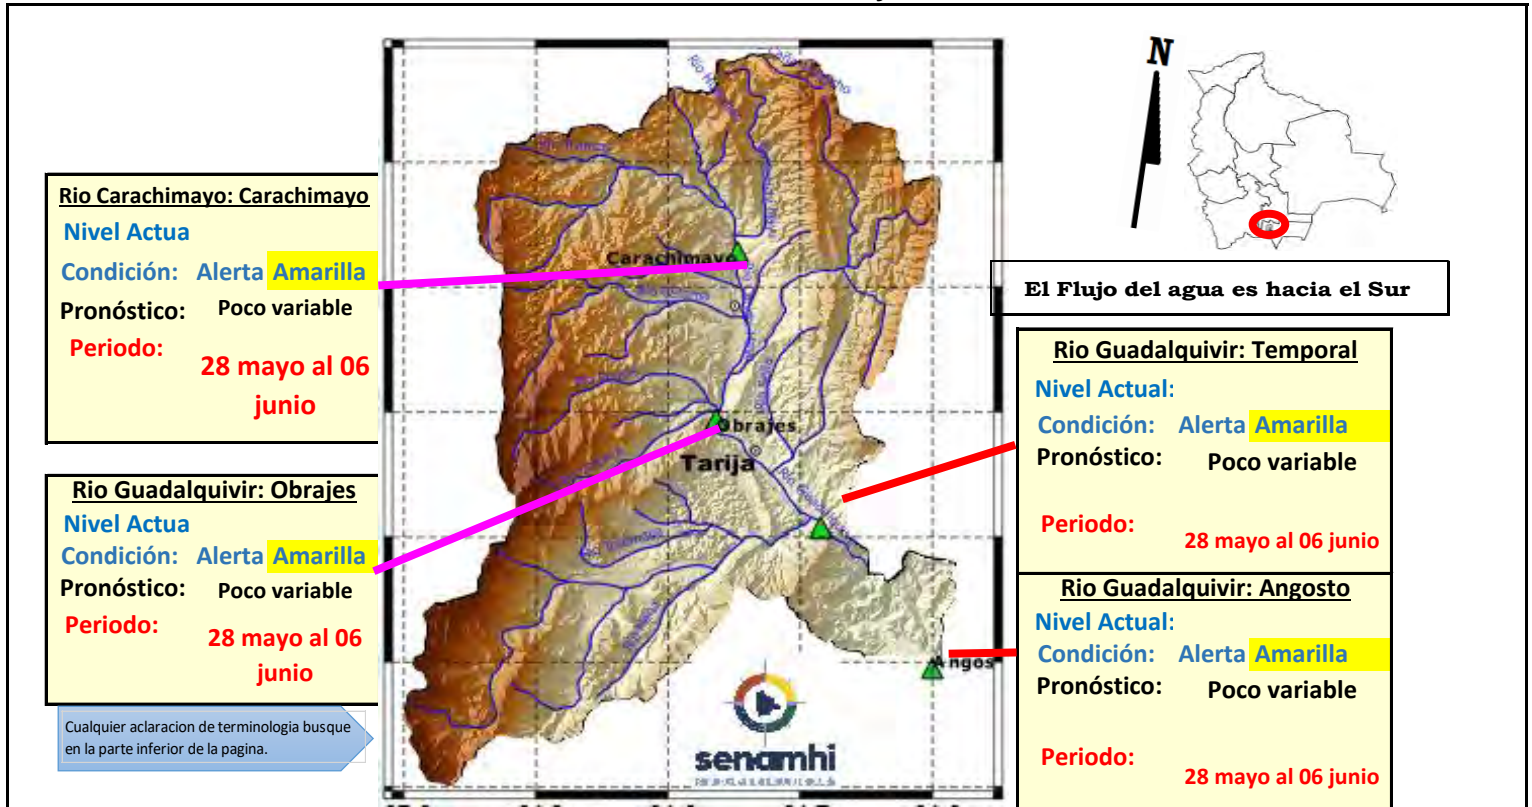 N
El Flujo del agua es hacia el Sur
Rio Carachimayo: Carachimayo
Nivel Actua
Condición: Alerta Amarilla
Pronóstico: Poco variable
Periodo:
28 mayo al 06
junio
Rio Guadalquivir: Obrajes
Nivel Actua
Condición: Alerta Amarilla
Pronóstico: Poco variable
Periodo:
28 mayo al 06
junio
Cualquier aclaracion de terminologia busque
en la parte inferior de la pagina.
Carachimayo
Obrajes
Tarija
Angos
senamhi
Rio Guadalquivir: Temporal
Nivel Actual:
Condición: Alerta Amarilla
Pronóstico: Poco variable
Periodo:
28 mayo al 06 junio
Rio Guadalquivir: Angosto
Nivel Actual:
Condición: Alerta Amarilla
Pronóstico: Poco variable
Periodo:
28 mayo al 06 junio